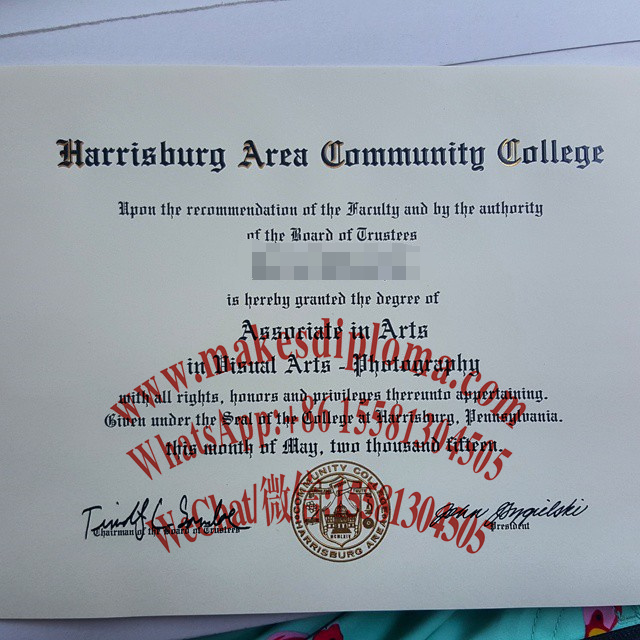 Harrisburg Area Community College
Upon the recommendation of the Faculty and by the authority
of the Board of Trustees
is hereby granted the degree of
Associate in Arts
in Visual Arts - Photography
with all rights, honors and privileges thereunto appertaining.
Given under the Seal of the College at Harrisburg, Pennsylvania.
this month of May, two thousand fifteen.
www.makesdiploma.com
WhatsApp:+86 15581304505
WeChat/微信:15581304505
COMMUNITY COLLEGE
HARRISBURG AREA
Chairman of the Board of Trustees
President